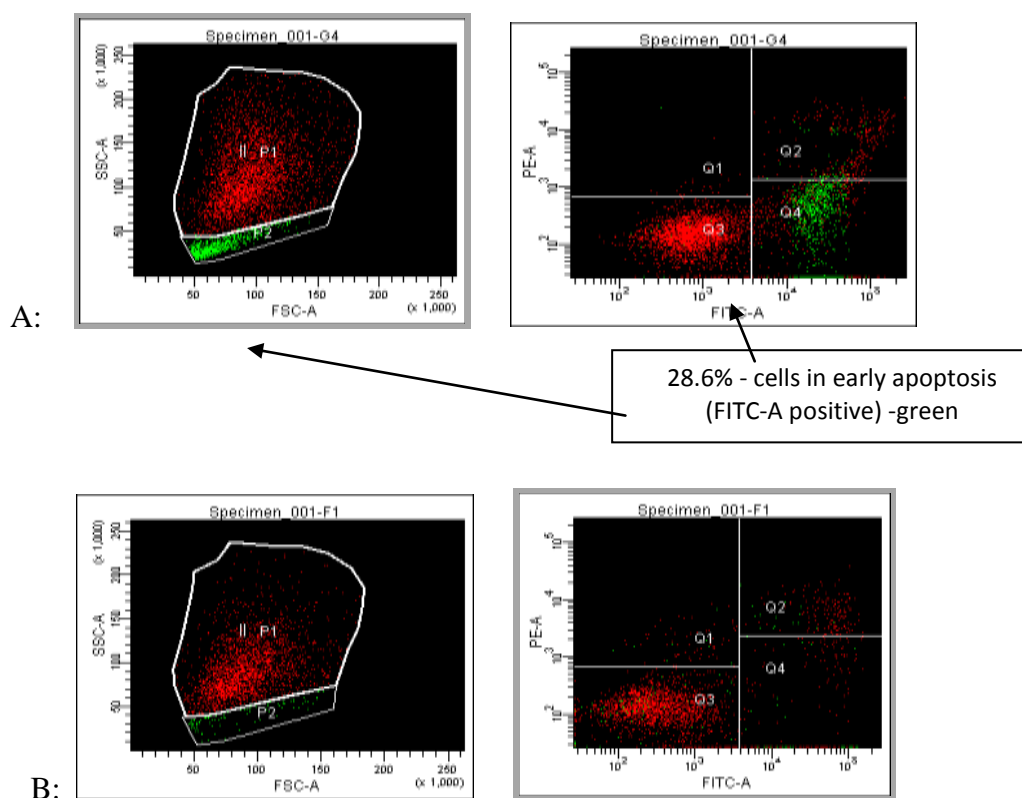 Specimen_001-G4
(x 1,000)
SSC-A
250
200
150
100
50
II P1
P2
50 100 150 200 250
FSC-A (x 1,000)
Specimen_001-G4
PE-A
10^5
10^4
10^3
10^2
Q1
Q2
Q3
Q4
10^2 10^3 10^4 10^5
FITC-A
A:
28.6% - cells in early apoptosis
(FITC-A positive) -green
Specimen_001-F1
(x 1,000)
SSC-A
250
200
150
100
50
II P1
P2
50 100 150 200 250
FSC-A (x 1,000)
Specimen_001-F1
PE-A
10^5
10^4
10^3
10^2
Q1
Q2
Q3
Q4
10^2 10^3 10^4 10^5
FITC-A
B: